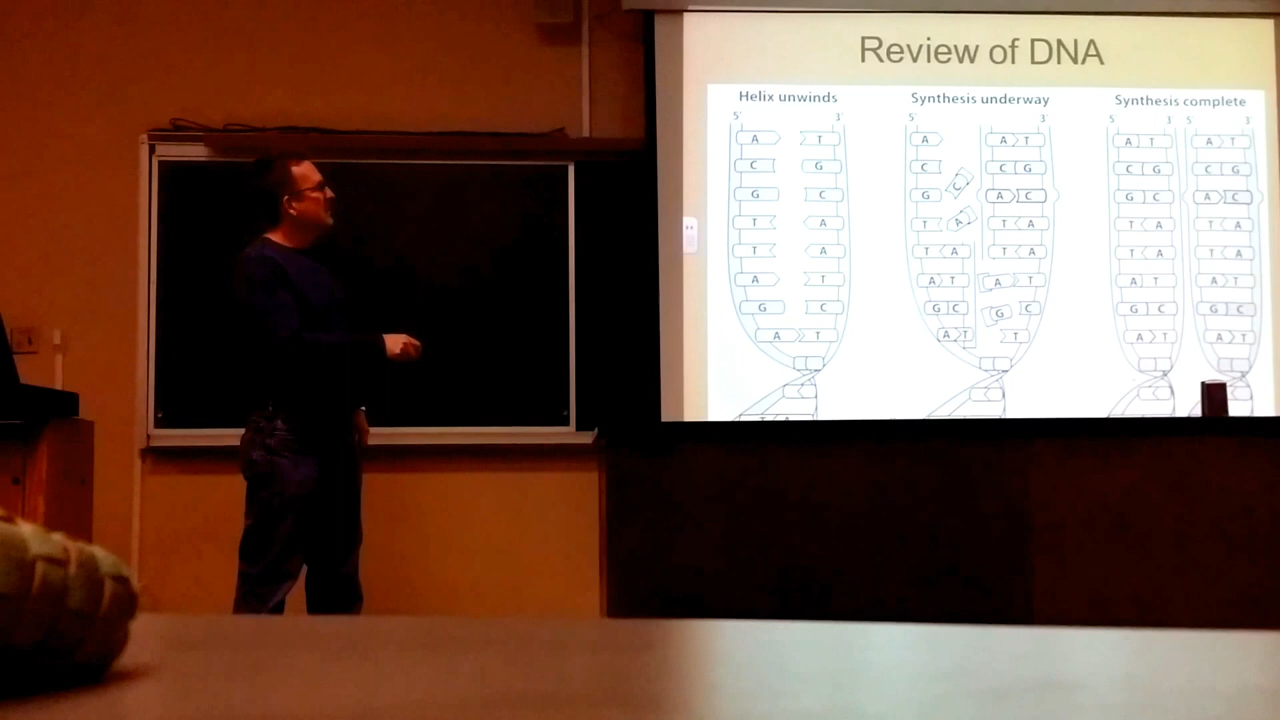 Review of DNA
Helix unwinds Synthesis underway Synthesis complete
5' 3' 5' 3' 5' 3' 5' 3'
A T A A T A T A T
C G C C C G C G C G
G C G A C G C A C
T A T A T A T A T A
T A T A T A T A T A
A T A T A T A T A T
G C G C G C G C G C
A T A T T A T A T
T A